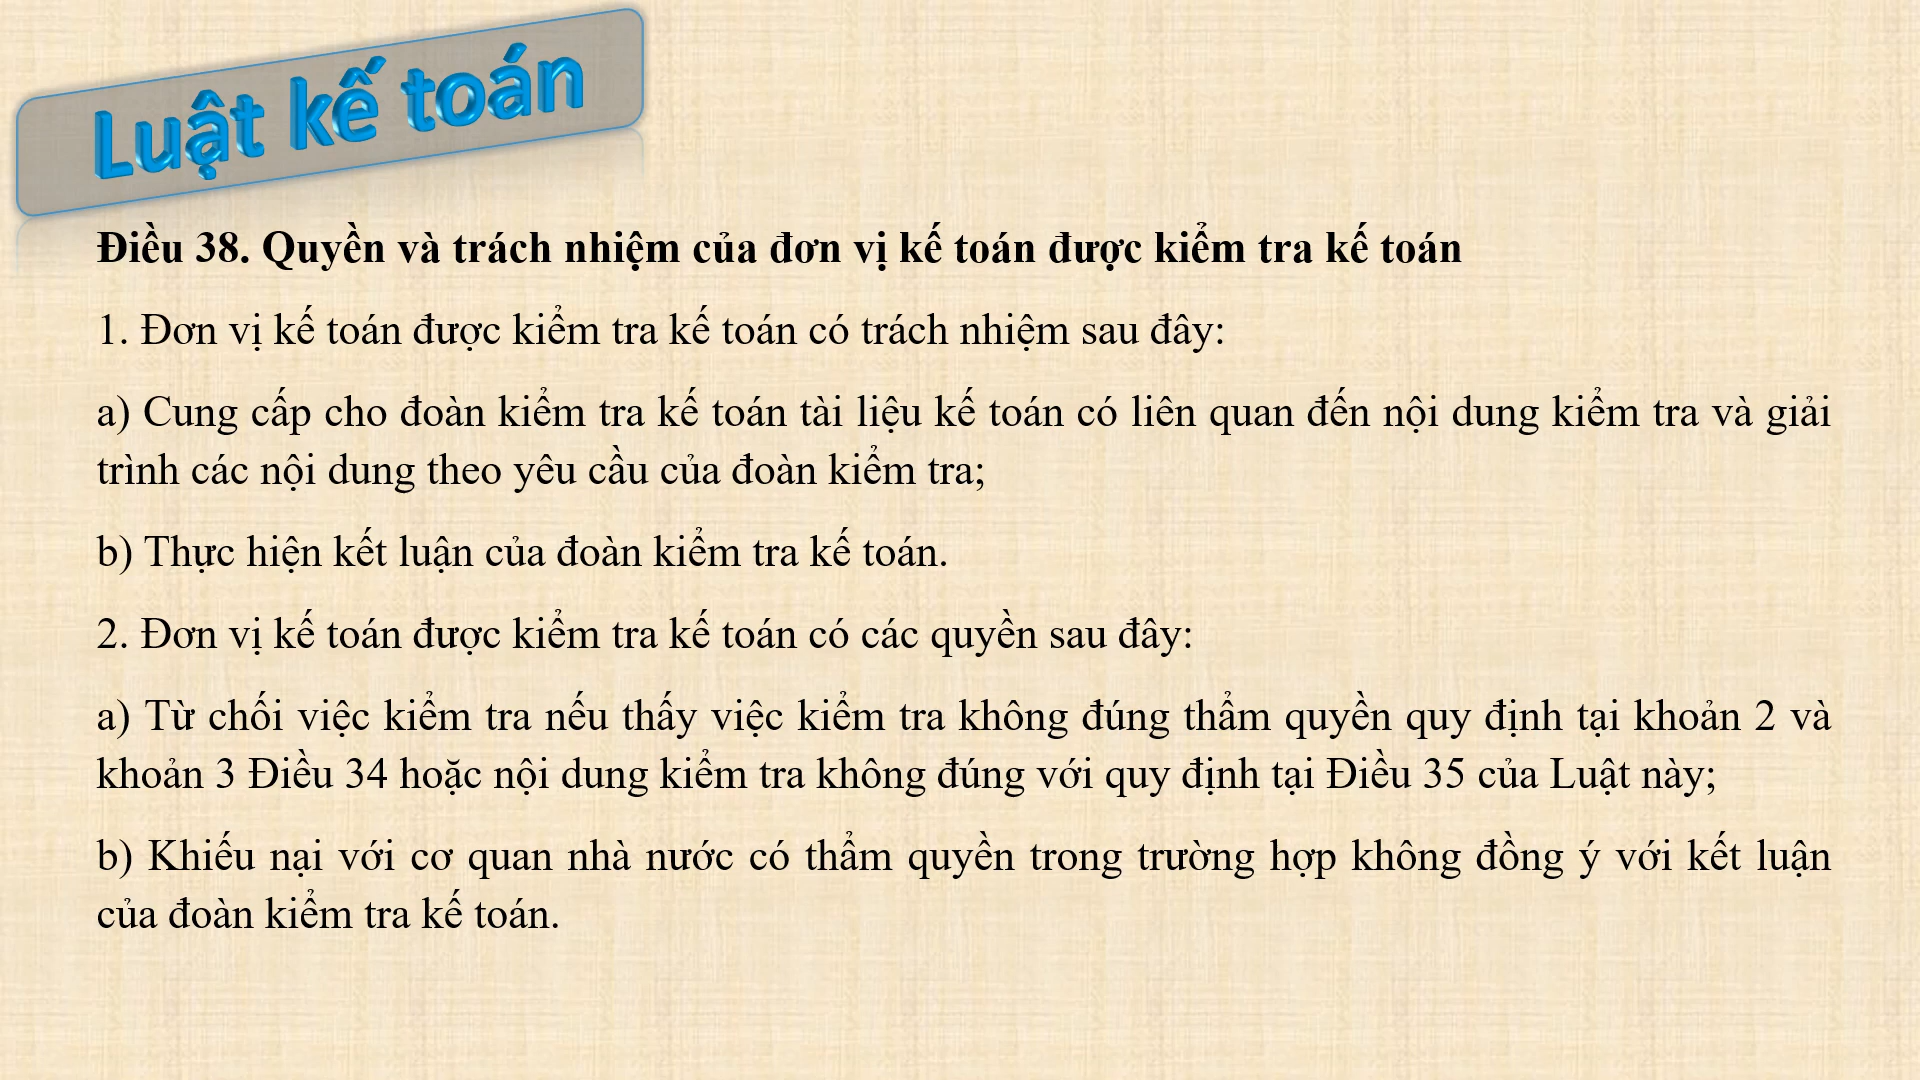 Luật kế toán
Điều 38. Quyền và trách nhiệm của đơn vị kế toán được kiểm tra kế toán
1. Đơn vị kế toán được kiểm tra kế toán có trách nhiệm sau đây:
a) Cung cấp cho đoàn kiểm tra kế toán tài liệu kế toán có liên quan đến nội dung kiểm tra và giải
trình các nội dung theo yêu cầu của đoàn kiểm tra;
b) Thực hiện kết luận của đoàn kiểm tra kế toán.
2. Đơn vị kế toán được kiểm tra kế toán có các quyền sau đây:
a) Từ chối việc kiểm tra nếu thấy việc kiểm tra không đúng thẩm quyền quy định tại khoản 2 và
khoản 3 Điều 34 hoặc nội dung kiểm tra không đúng với quy định tại Điều 35 của Luật này;
b) Khiếu nại với cơ quan nhà nước có thẩm quyền trong trường hợp không đồng ý với kết luận
của đoàn kiểm tra kế toán.